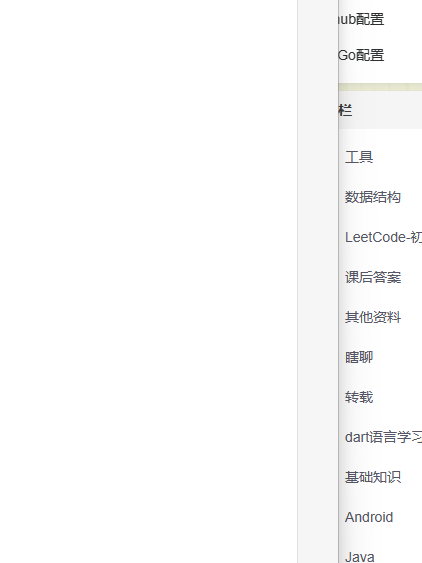 ub配置
Go配置
栏
工具
数据结构
LeetCode-初
课后答案
其他资料
瞎聊
转载
dart语言学习
基础知识
Android
Java